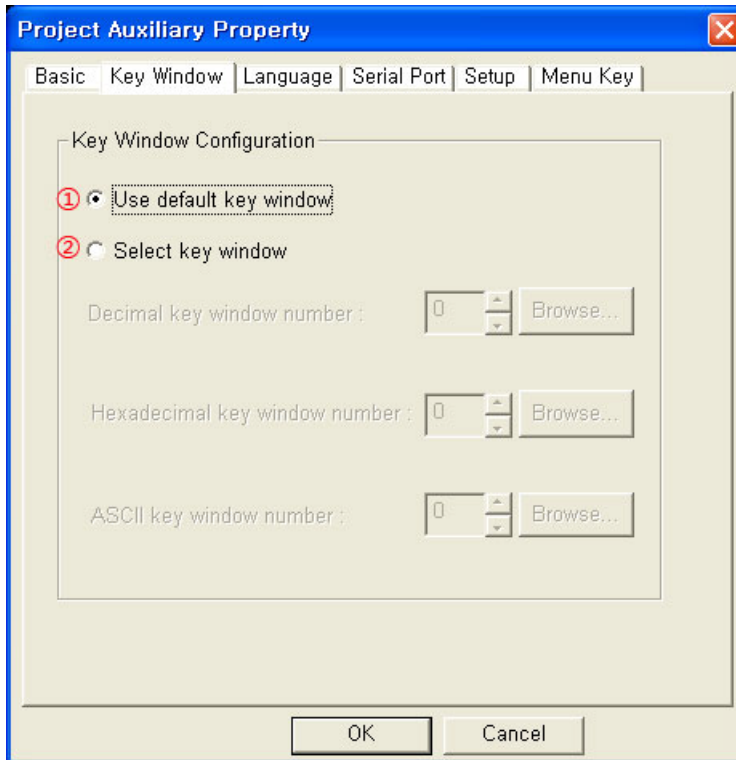 Project Auxiliary Property
Basic Key Window Language Serial Port Setup Menu Key
Key Window Configuration
① Use default key window
② Select key window
Decimal key window number : 0 Browse...
Hexadecimal key window number : 0 Browse...
ASCII key window number : 0 Browse...
OK Cancel